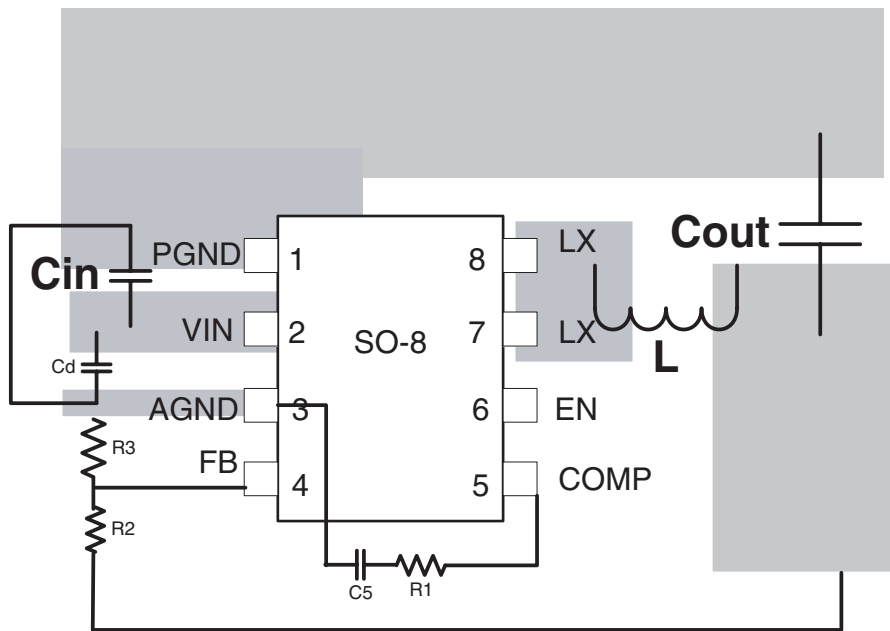 Cin
PGND
1
8
LX
Cout
VIN
2
SO-8
7
LX
L
Cd
AGND
3
6
EN
R3
FB
4
5
COMP
R2
C5
R1